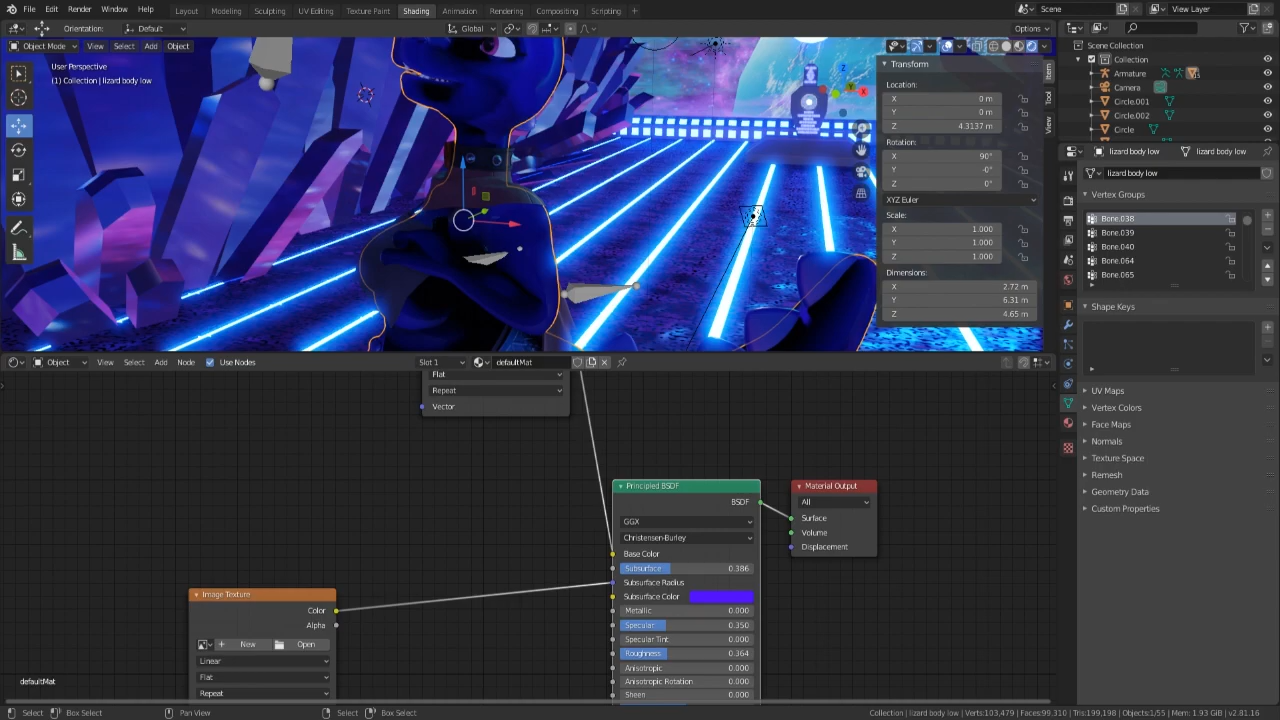 File Edit Render Window Help Layout Modeling Sculpting UV Editing Texture Paint Shading Animation Rendering Compositing Scripting + Scene View Layer
Orientation: Default Global Options
Object Mode View Select Add Object
User Perspective
(1) Collection | lizard body low
Transform
Location:
X 0 m
Y 0 m
Z 4.3137 m
Rotation:
X 90°
Y -0°
Z 0°
XYZ Euler
Scale:
X 1.000
Y 1.000
Z 1.000
Dimensions:
X 2.72 m
Y 6.31 m
Z 4.65 m
Item
Tool
View
Z
Y
X
Scene Collection
Collection
Armature
Camera
Circle.001
Circle.002
Circle
lizard body low lizard body low
lizard body low
Vertex Groups
Bone.038
Bone.039
Bone.040
Bone.064
Bone.065
Shape Keys
UV Maps
Vertex Colors
Face Maps
Normals
Texture Space
Remesh
Geometry Data
Custom Properties
Object View Select Add Node Use Nodes Slot 1 defaultMat
Flat
Repeat
Vector
Principled BSDF
BSDF
GGX
Christensen-Burley
Base Color
Subsurface 0.386
Subsurface Radius
Subsurface Color
Metallic 0.000
Specular 0.350
Specular Tint 0.000
Roughness 0.364
Anisotropic 0.000
Anisotropic Rotation 0.000
Sheen 0.000
Material Output
All
Surface
Volume
Displacement
Image Texture
Color
Alpha
New Open
Linear
Flat
Repeat
defaultMat
Select Box Select Pan View Select Box Select Collection | lizard body low | Verts:103,479 | Faces:99,310 | Tris:199,198 | Objects:1/55 | Mem: 1.93 GiB | v2.81.16